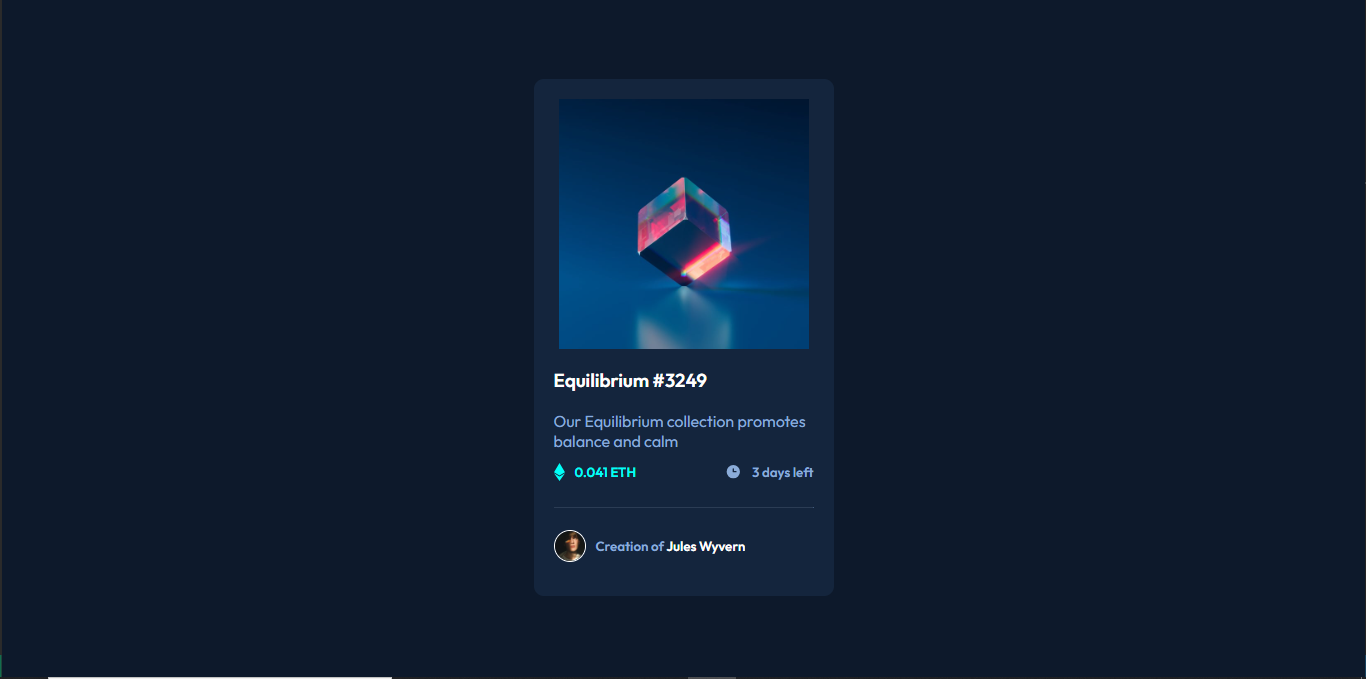 Equilibrium #3249
Our Equilibrium collection promotes
balance and calm
0.041 ETH
3 days left
Creation of Jules Wyvern